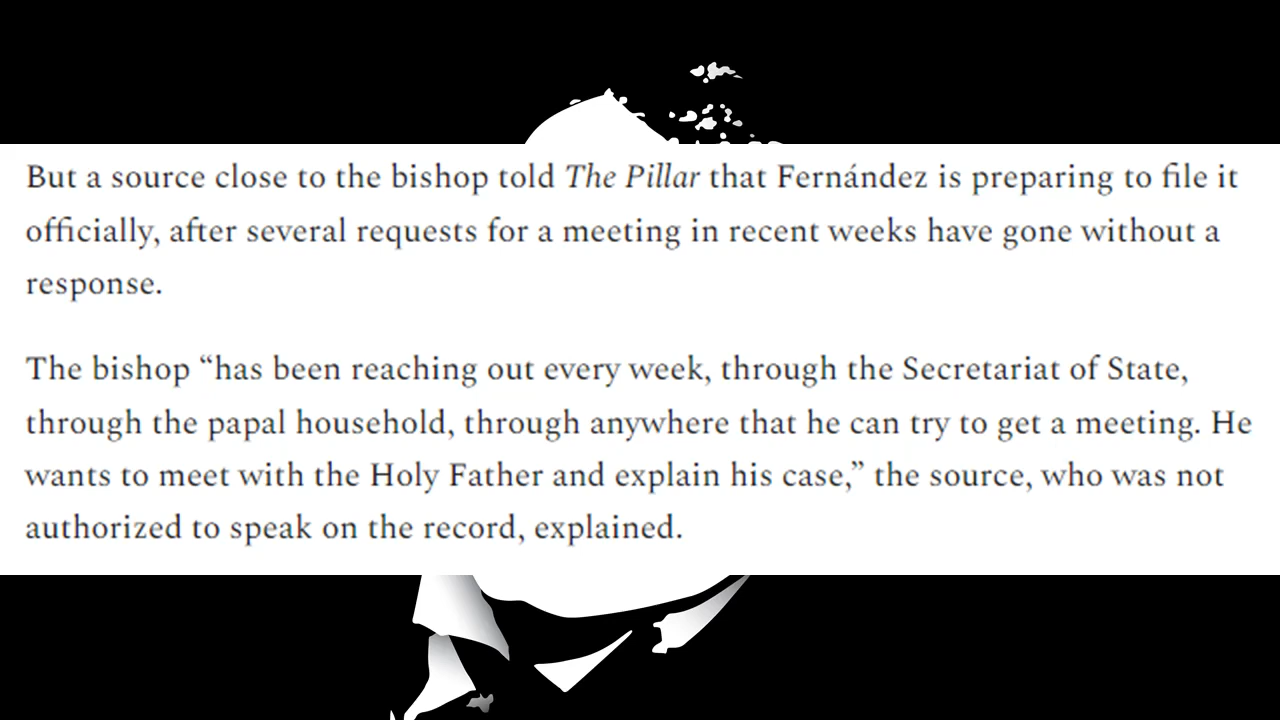 But a source close to the bishop told The Pillar that Fernández is preparing to file it
officially, after several requests for a meeting in recent weeks have gone without a
response.
The bishop “has been reaching out every week, through the Secretariat of State,
through the papal household, through anywhere that he can try to get a meeting. He
wants to meet with the Holy Father and explain his case,” the source, who was not
authorized to speak on the record, explained.